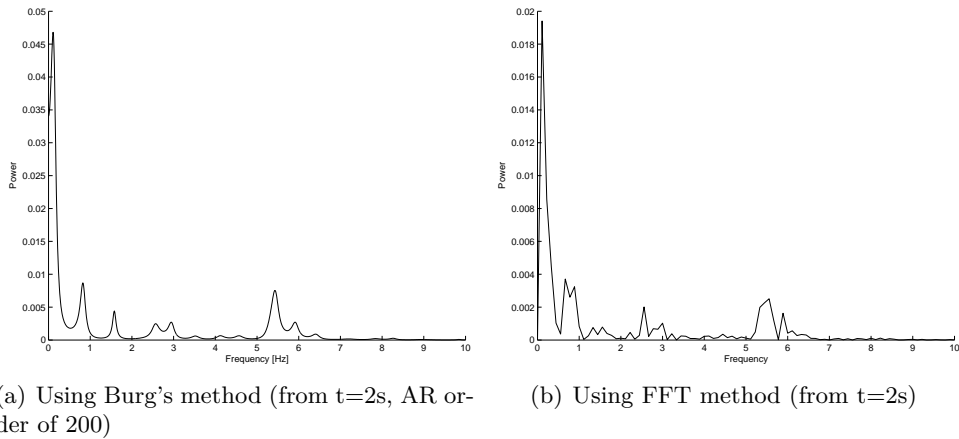 0.05
0.045
0.04
0.035
0.03
0.025
0.02
0.015
0.01
0.005
0
Power
0 1 2 3 4 5 6 7 8 9 10
Frequency [Hz]
0.02
0.018
0.016
0.014
0.012
0.01
0.008
0.006
0.004
0.002
0
Power
0 1 2 3 4 5 6 7 8 9 10
Frequency
(a) Using Burg's method (from t=2s, AR or-
der of 200)
(b) Using FFT method (from t=2s)